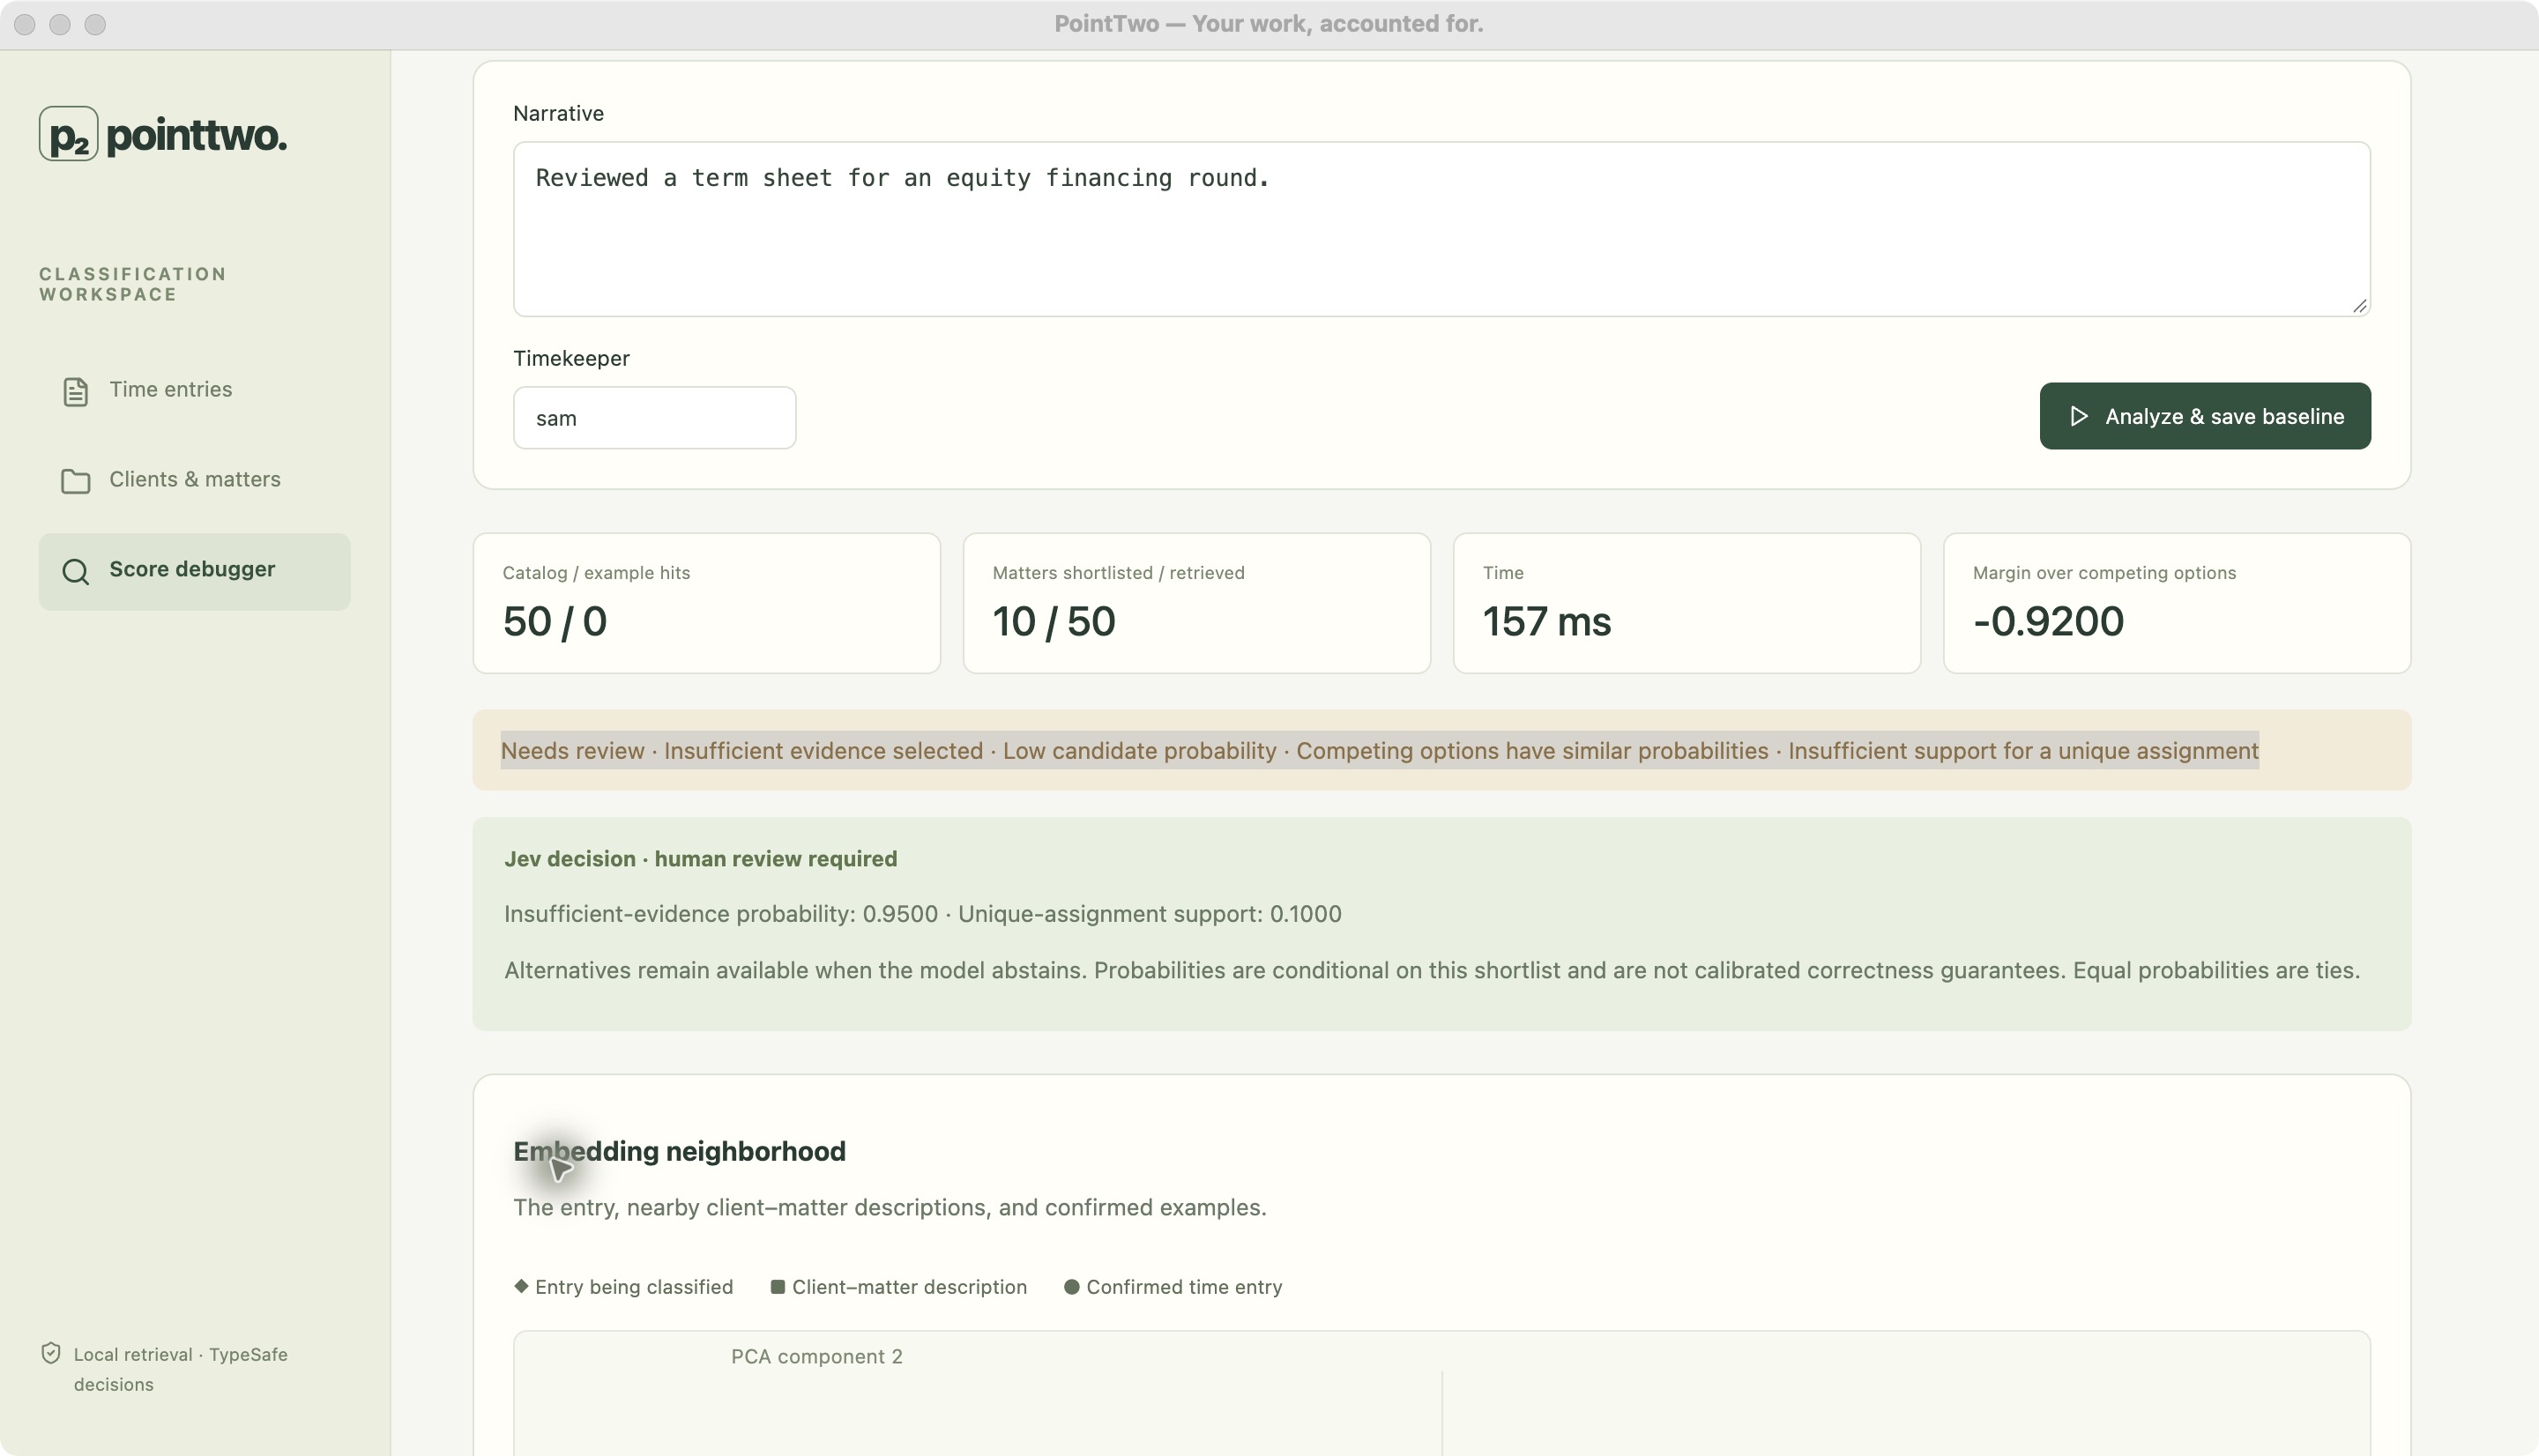 PointTwo — Your work, accounted for.
p2 pointtwo.
CLASSIFICATION
WORKSPACE
Time entries
Clients & matters
Score debugger
Local retrieval · TypeSafe
decisions
Narrative
Reviewed a term sheet for an equity financing round.
Timekeeper
sam
Analyze & save baseline
Catalog / example hits
50 / 0
Matters shortlisted / retrieved
10 / 50
Time
157 ms
Margin over competing options
-0.9200
Needs review · Insufficient evidence selected · Low candidate probability · Competing options have similar probabilities · Insufficient support for a unique assignment
Jev decision · human review required
Insufficient-evidence probability: 0.9500 · Unique-assignment support: 0.1000
Alternatives remain available when the model abstains. Probabilities are conditional on this shortlist and are not calibrated correctness guarantees. Equal probabilities are ties.
Embedding neighborhood
The entry, nearby client–matter descriptions, and confirmed examples.
Entry being classified
Client–matter description
Confirmed time entry
PCA component 2